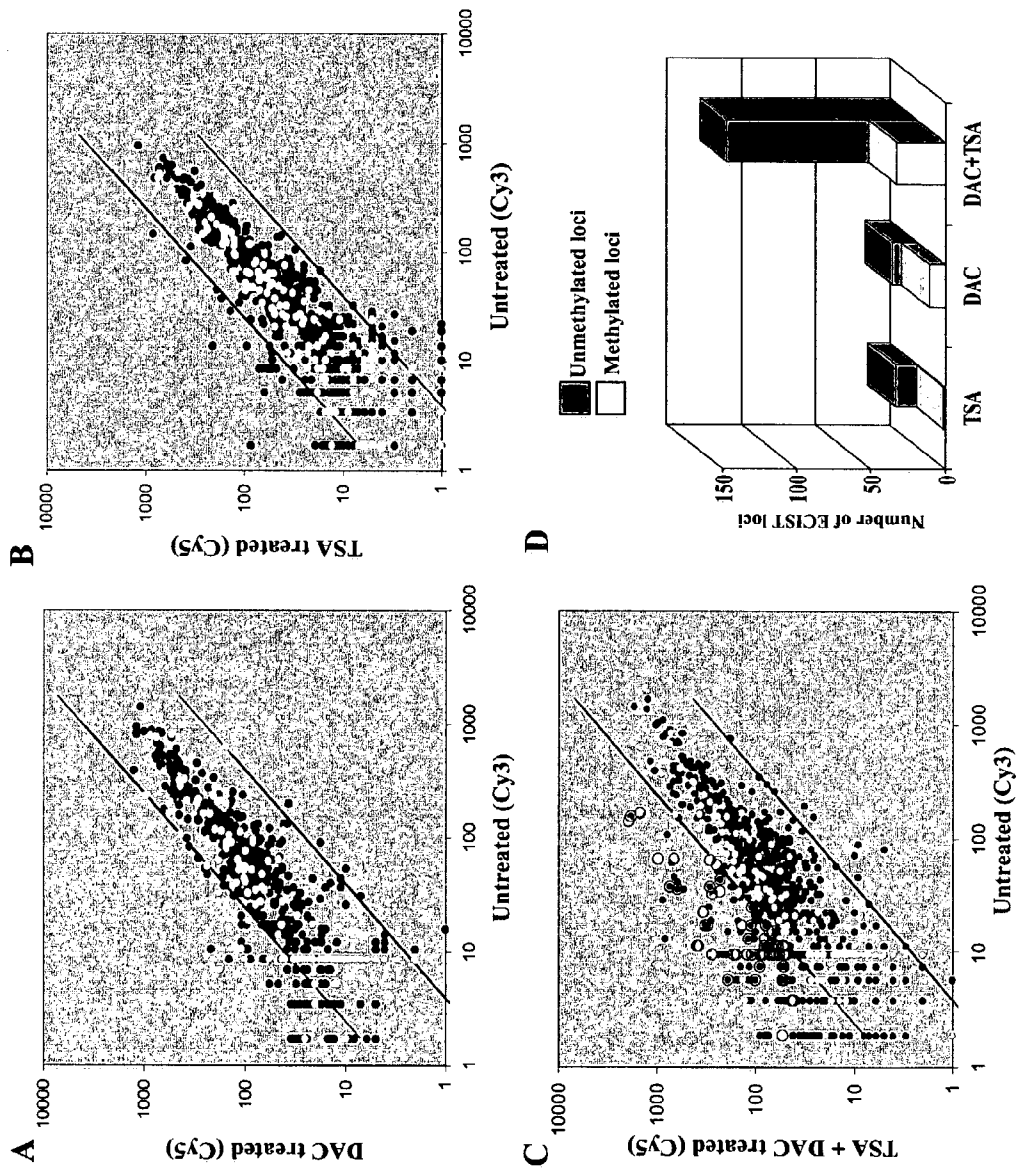 A
DAC treated (Cy5)
10000
1000
100
10
1
1
10
100
1000
10000
Untreated (Cy3)
B
TSA treated (Cy5)
10000
1000
100
10
1
1
10
100
1000
10000
Untreated (Cy3)
C
TSA + DAC treated (Cy5)
10000
1000
100
10
1
1
10
100
1000
10000
Untreated (Cy3)
D
Unmethylated loci
Methylated loci
Number of ECIST loci
150
100
50
0
TSA
DAC
DAC+TSA